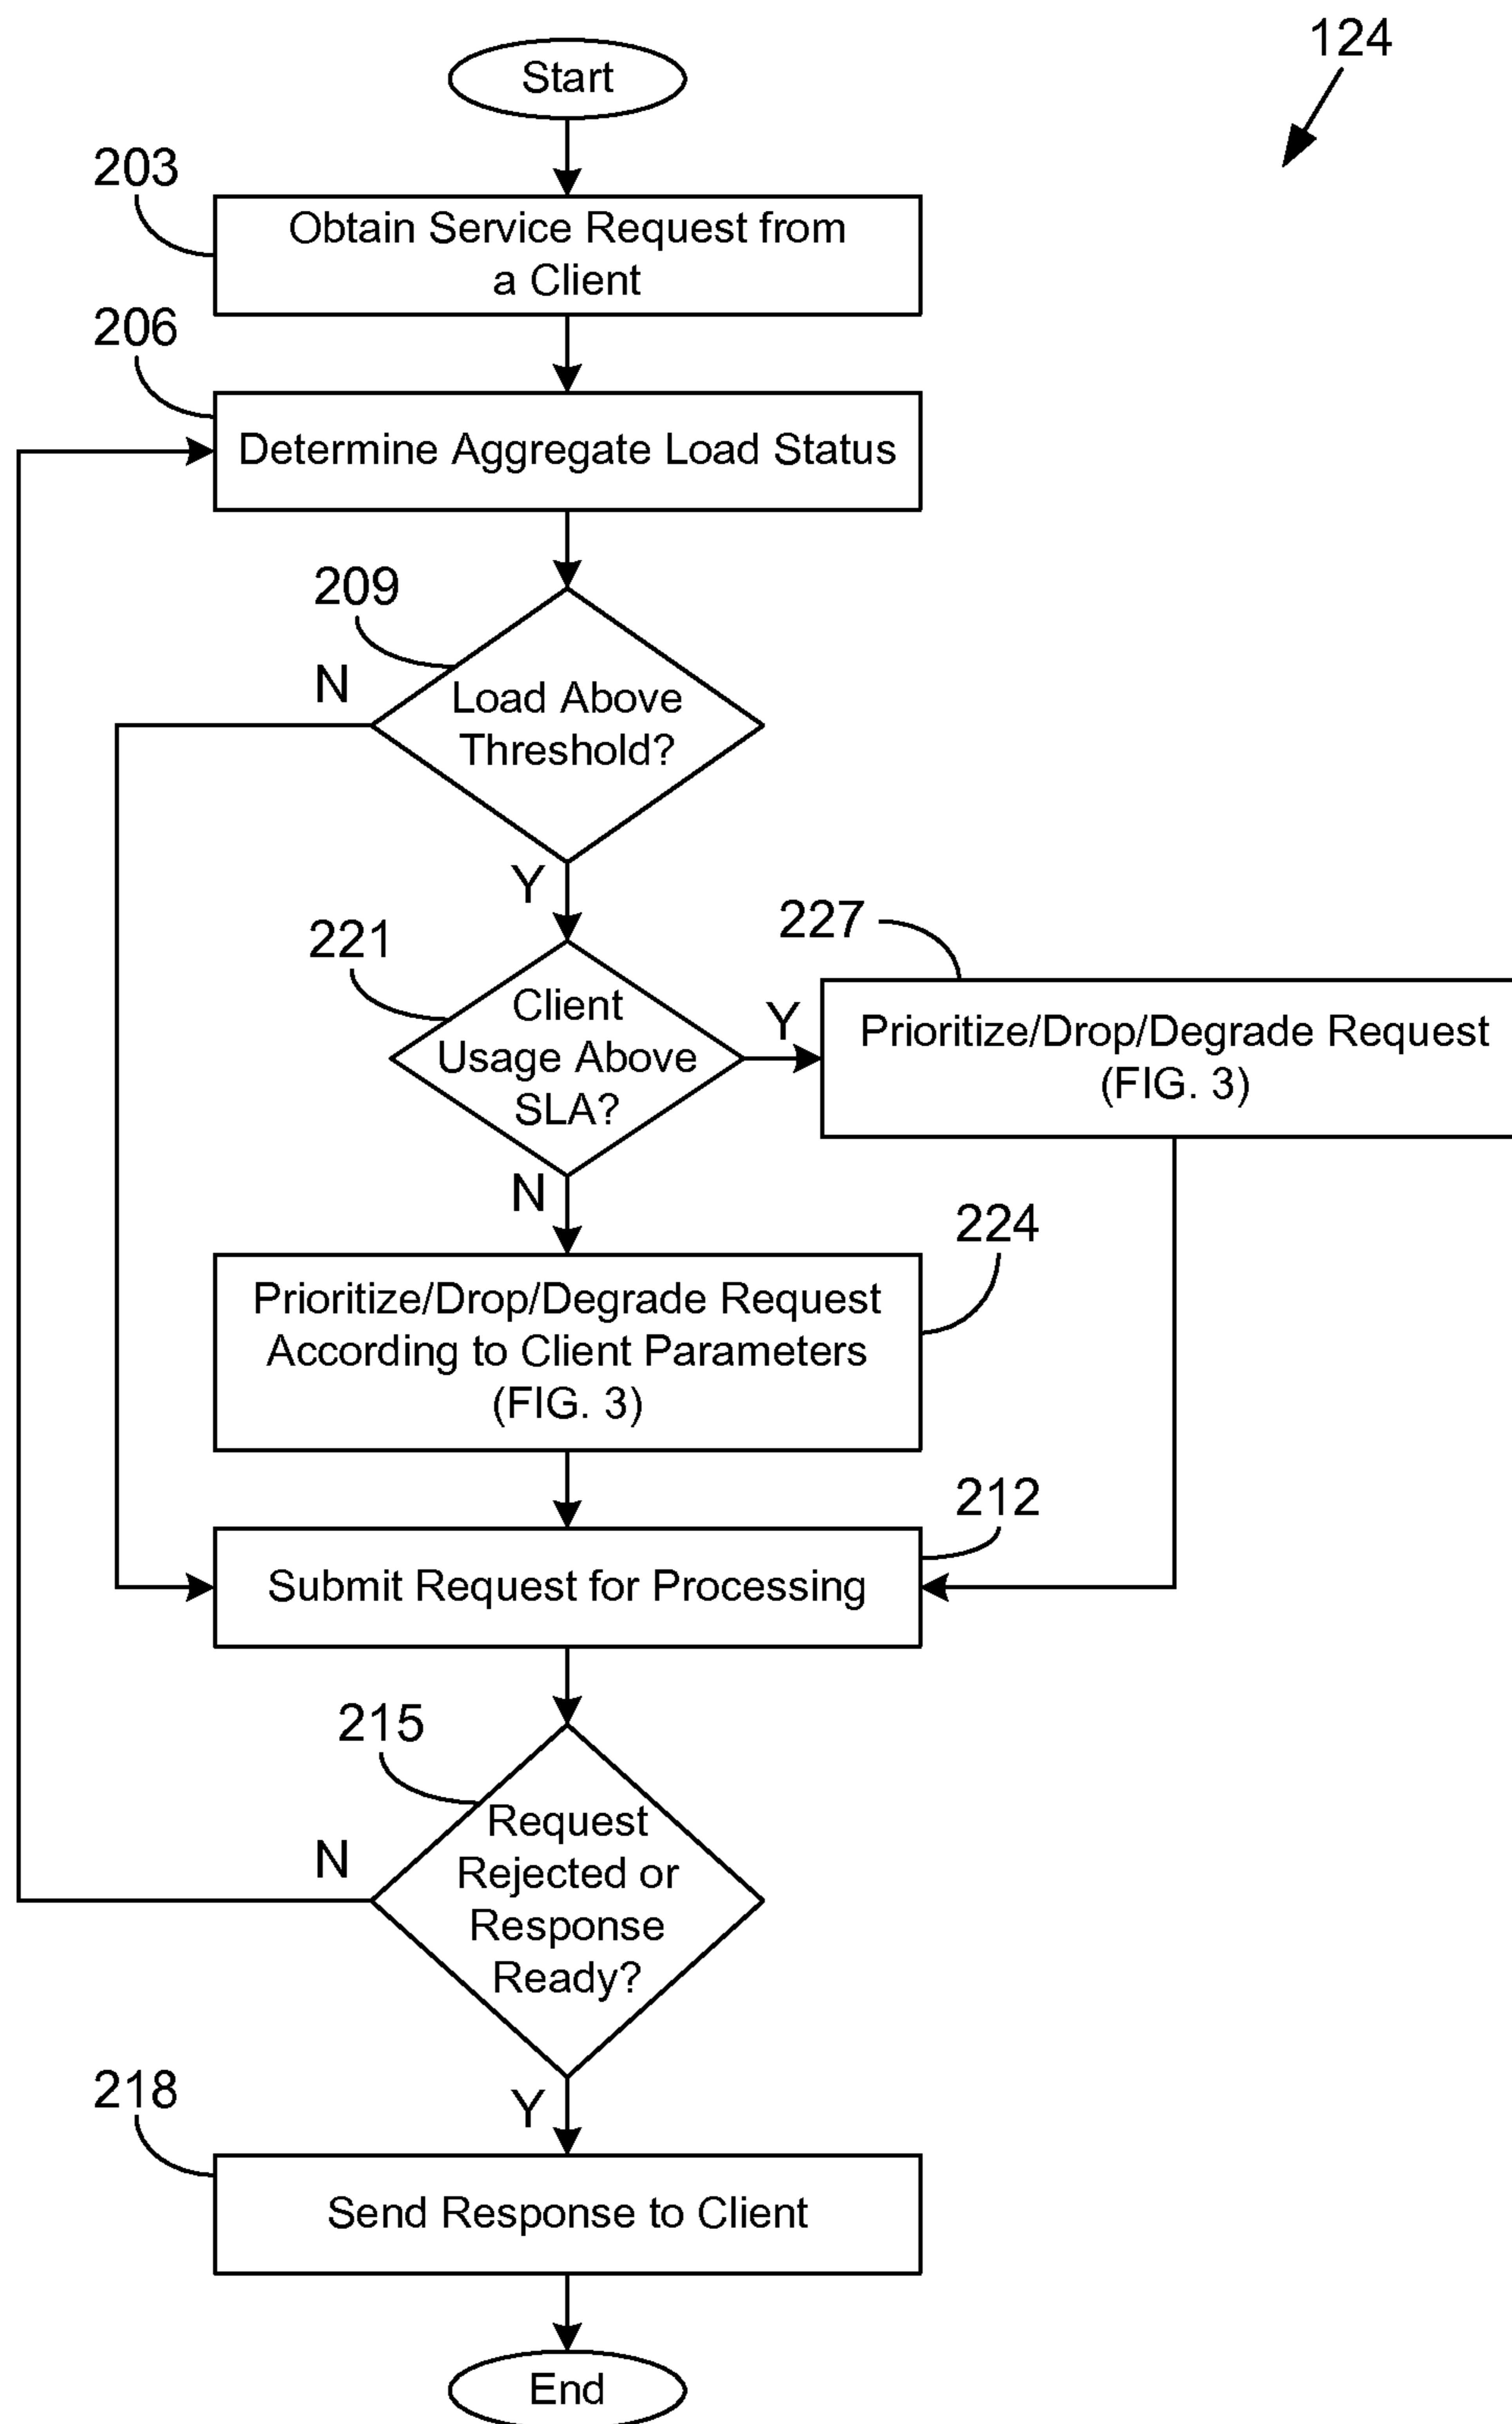 124
Start
203
Obtain Service Request from
a Client
206
Determine Aggregate Load Status
209
N
Load Above
Threshold?
Y
221
227
Client
Usage Above
SLA?
Y
Prioritize/Drop/Degrade Request
(FIG. 3)
N
224
Prioritize/Drop/Degrade Request
According to Client Parameters
(FIG. 3)
212
Submit Request for Processing
215
N
Request
Rejected or
Response
Ready?
218
Y
Send Response to Client
End